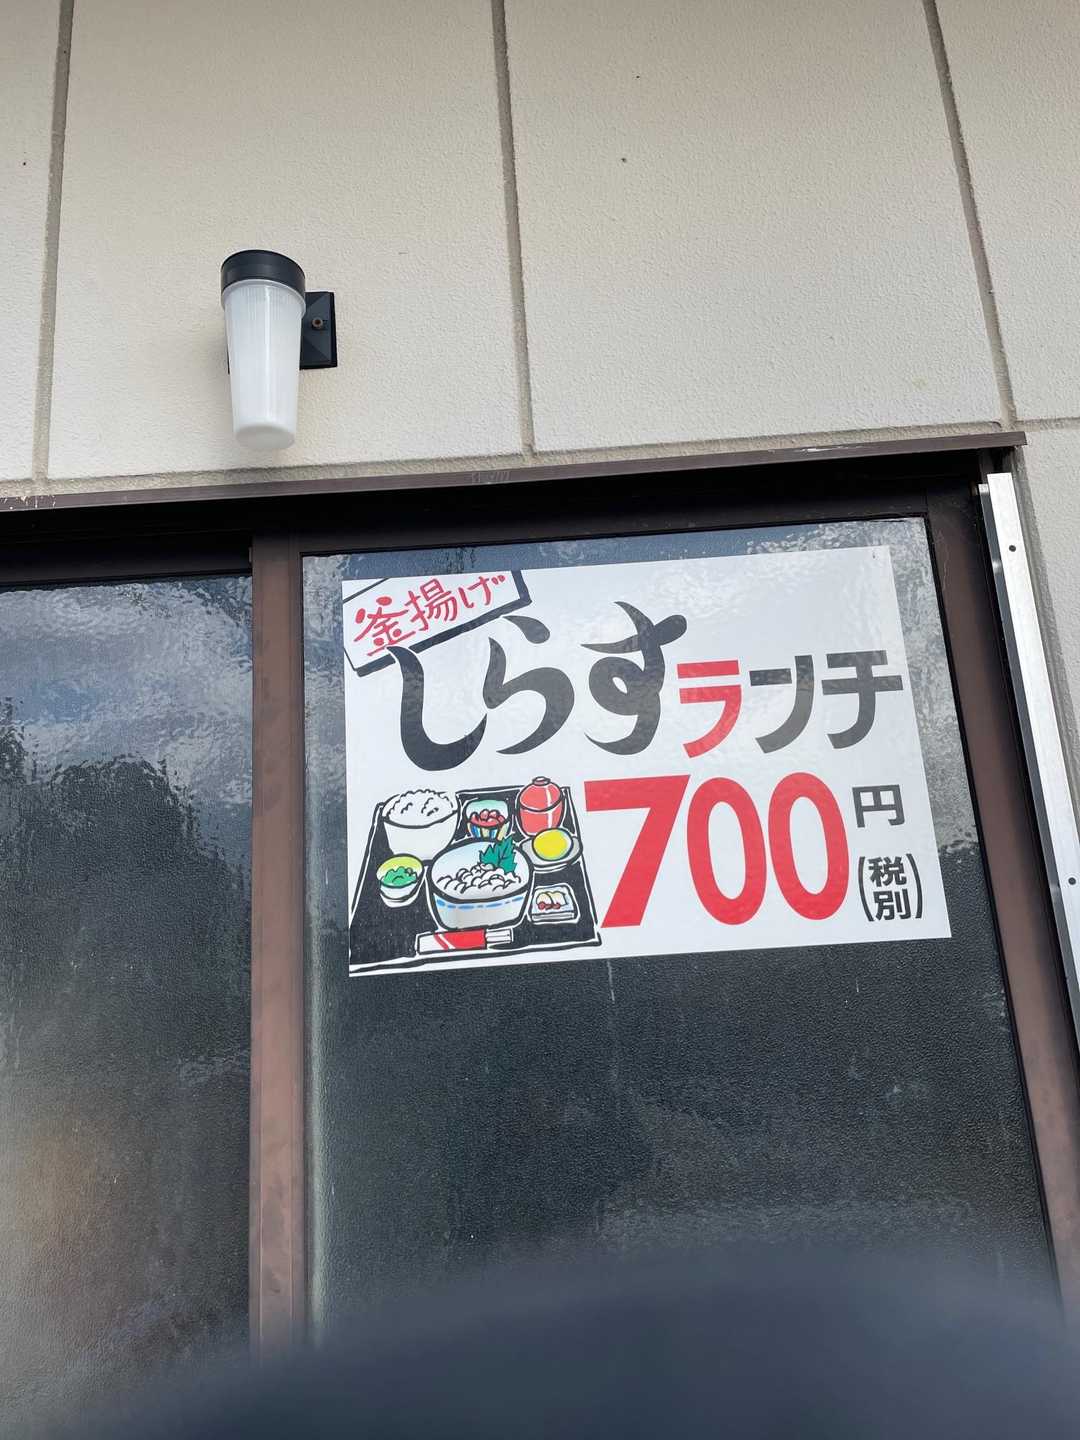 釜揚げ
しらすランチ
700円
(税別)